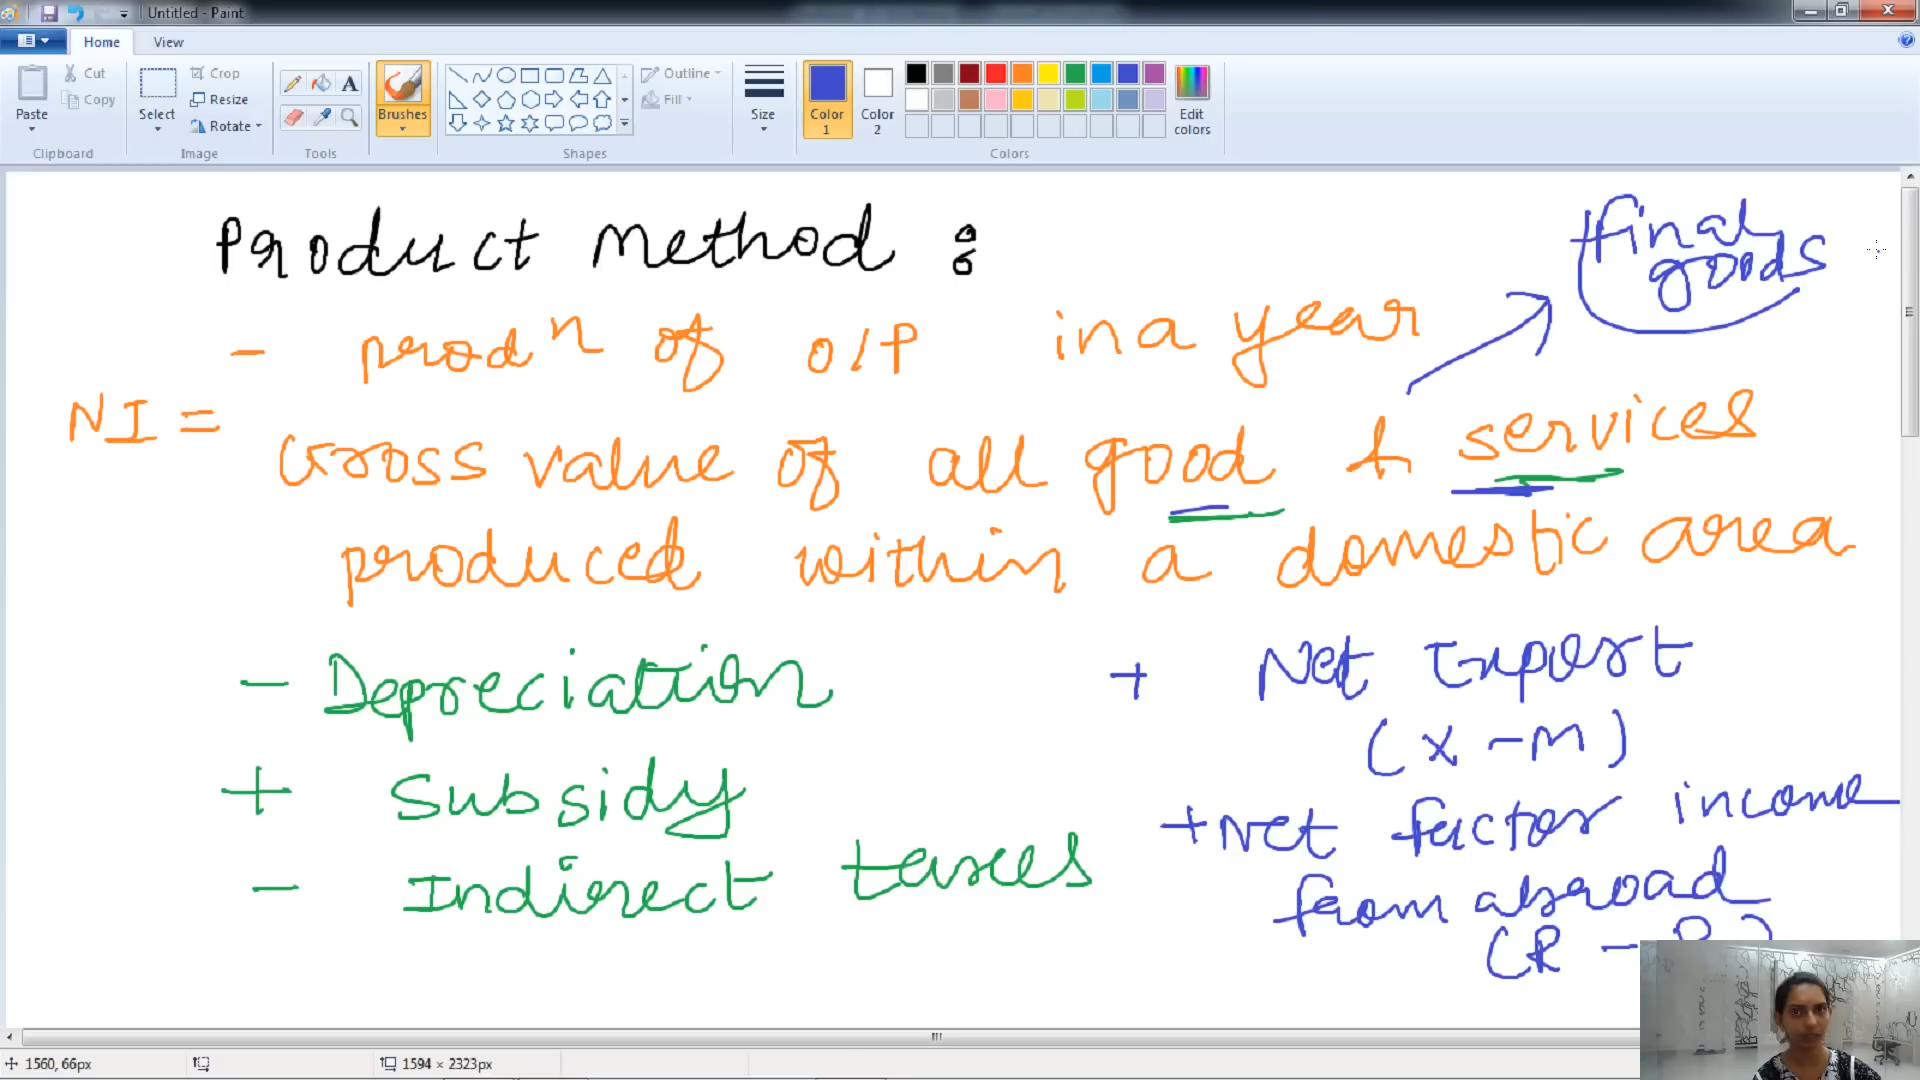 Untitled - Paint
Home View
Paste
Cut
Copy
Clipboard
Select
Crop
Resize
Rotate
Image
A
Tools
Brushes
Shapes
Outline
Fill
Size
Color 1
Color 2
Colors
Edit colors
Product Method :
final goods
- prodn of O/P in a year
NI =
Gross value of all good & services
produced within a domestic area
- Depreciation
+ Subsidy
- Indirect taxes
+ Net Export
(X - M)
+ Net factor income
from abroad
(R -
1560, 66px
1594 × 2323px